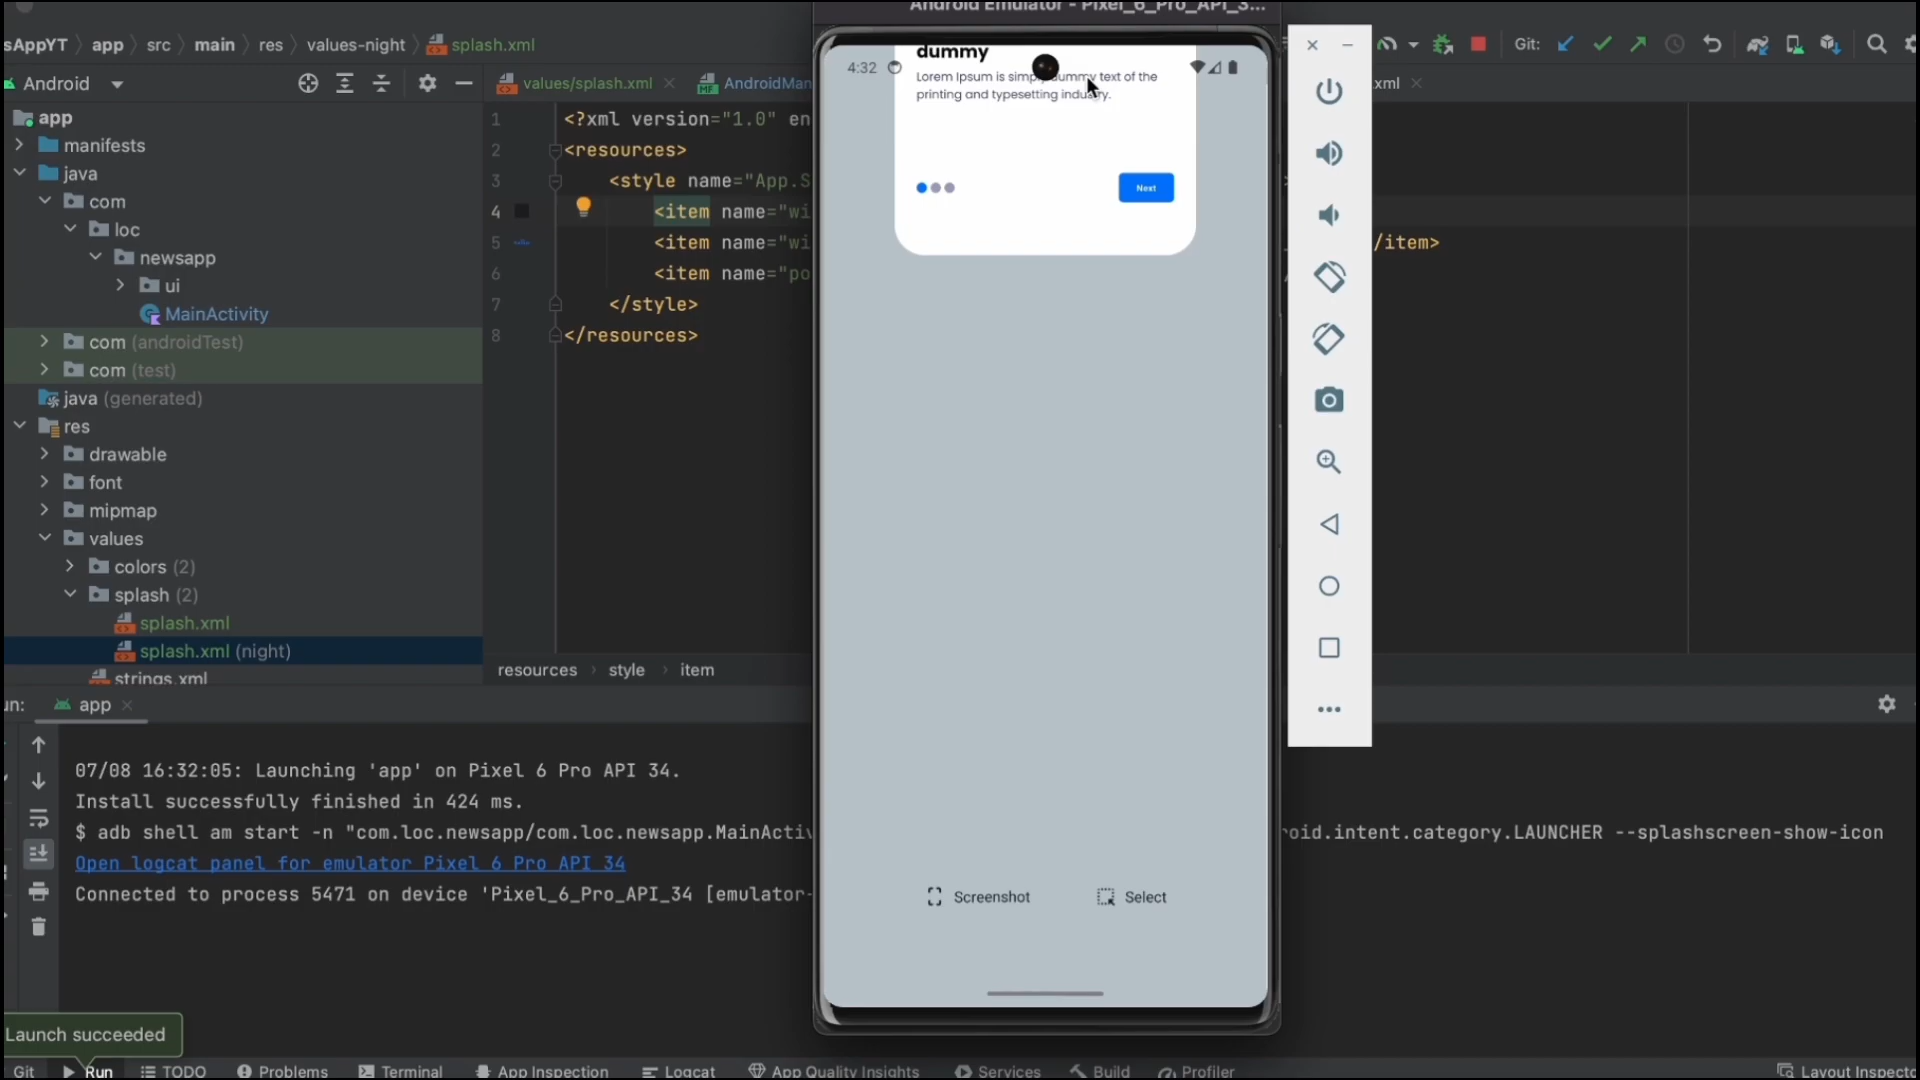 Android Emulator - Pixel_6_Pro_API_3...
sAppYT app src main res values-night splash.xml
Git:
Android
values/splash.xml
AndroidMan
xml
app
manifests
java
com
loc
newsapp
ui
MainActivity
com (androidTest)
com (test)
java (generated)
res
drawable
font
mipmap
values
colors (2)
splash (2)
splash.xml
splash.xml (night)
strings.xml
1 <?xml version="1.0" en
2 <resources>
3 <style name="App.S
4 <item name="wi
5 <item name="wi
/item>
6 <item name="po
7 </style>
8 </resources>
resources style item
4:32
dummy
Lorem Ipsum is simply dummy text of the
printing and typesetting industry.
Next
Screenshot Select
un: app
07/08 16:32:05: Launching 'app' on Pixel 6 Pro API 34.
Install successfully finished in 424 ms.
$ adb shell am start -n "com.loc.newsapp/com.loc.newsapp.MainActiv
roid.intent.category.LAUNCHER --splashscreen-show-icon
Open logcat panel for emulator Pixel 6 Pro API 34
Connected to process 5471 on device 'Pixel_6_Pro_API_34 [emulator-
Launch succeeded
Git Run TODO Problems Terminal App Inspection Logcat App Quality Insights Services Build Profiler Layout Inspecto